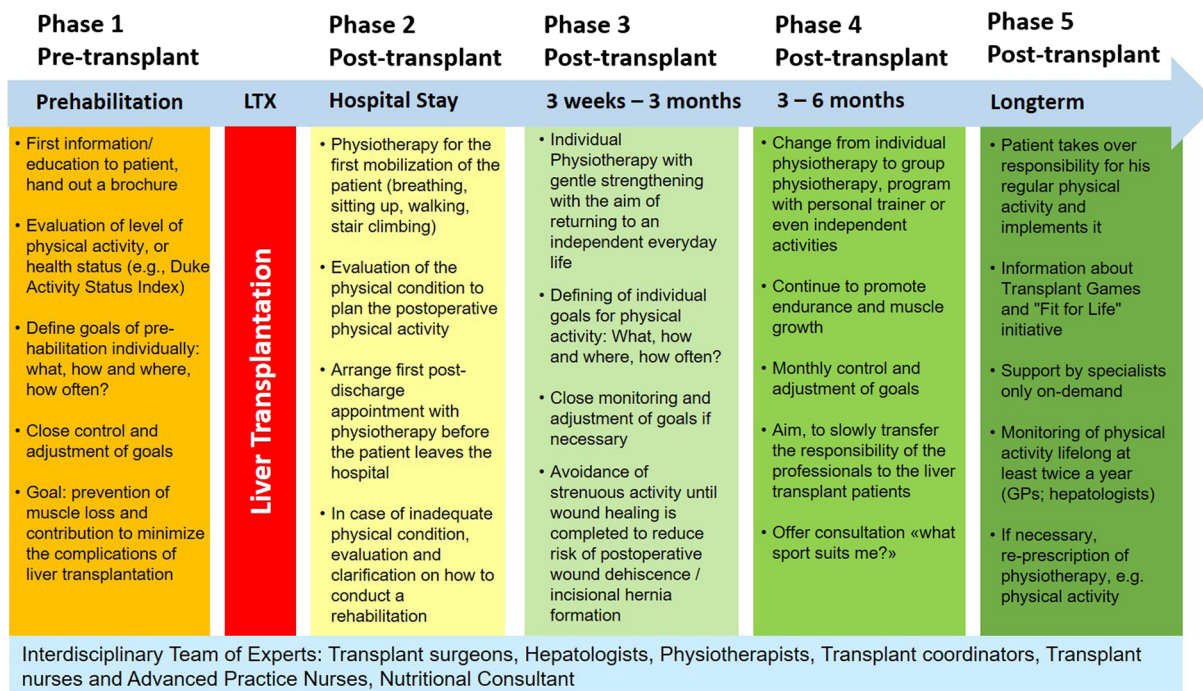 Phase 1
Pre-transplant
Phase 2
Post-transplant
Phase 3
Post-transplant
Phase 4
Post-transplant
Phase 5
Post-transplant
Prehabilitation
LTX
Hospital Stay
3 weeks – 3 months
3 – 6 months
Longterm
• First information/
education to patient,
hand out a brochure
• Evaluation of level of
physical activity, or
health status (e.g., Duke
Activity Status Index)
• Define goals of pre-
habilitation individually:
what, how and where,
how often?
• Close control and
adjustment of goals
• Goal: prevention of
muscle loss and
contribution to minimize
the complications of
liver transplantation
Liver Transplantation
• Physiotherapy for the
first mobilization of the
patient (breathing,
sitting up, walking,
stair climbing)
• Evaluation of the
physical condition to
plan the postoperative
physical activity
• Arrange first post-
discharge
appointment with
physiotherapy before
the patient leaves the
hospital
• In case of inadequate
physical condition,
evaluation and
clarification on how to
conduct a
rehabilitation
• Individual
Physiotherapy with
gentle strengthening
with the aim of
returning to an
independent everyday
life
• Defining of individual
goals for physical
activity: What, how
and where, how often?
• Close monitoring and
adjustment of goals if
necessary
• Avoidance of
strenuous activity until
wound healing is
completed to reduce
risk of postoperative
wound dehiscence /
incisional hernia
formation
• Change from individual
physiotherapy to group
physiotherapy, program
with personal trainer or
even independent
activities
• Continue to promote
endurance and muscle
growth
• Monthly control and
adjustment of goals
• Aim, to slowly transfer
the responsibility of the
professionals to the liver
transplant patients
• Offer consultation «what
sport suits me?»
• Patient takes over
responsibility for his
regular physical
activity and
implements it
• Information about
Transplant Games
and "Fit for Life"
initiative
• Support by specialists
only on-demand
• Monitoring of physical
activity lifelong at
least twice a year
(GPs; hepatologists)
• If necessary,
re-prescription of
physiotherapy, e.g.
physical activity
Interdisciplinary Team of Experts: Transplant surgeons, Hepatologists, Physiotherapists, Transplant coordinators, Transplant
nurses and Advanced Practice Nurses, Nutritional Consultant